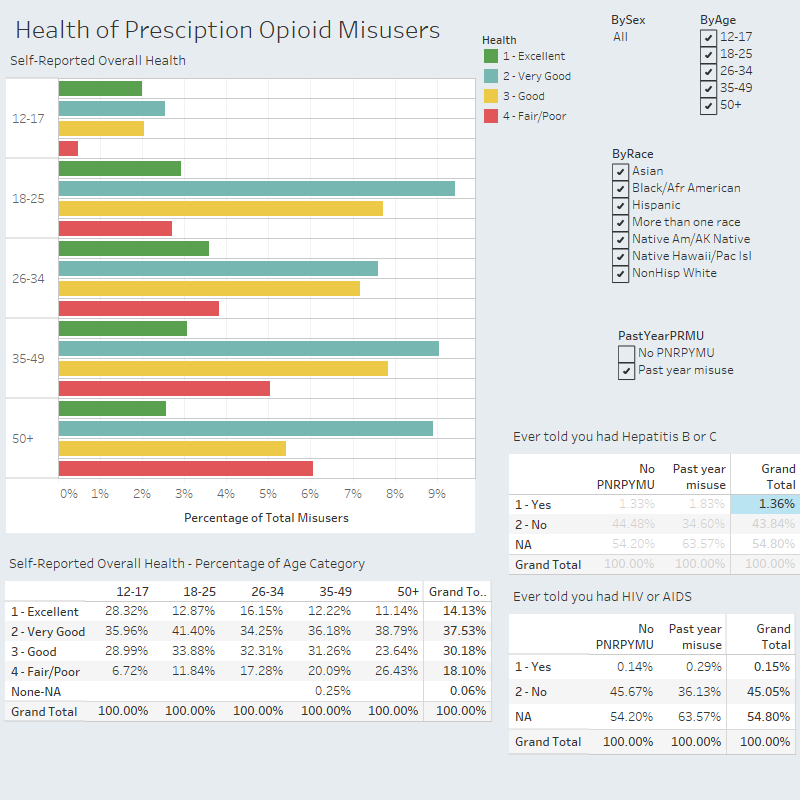 Health of Presciption Opioid Misusers
Self-Reported Overall Health
12-17
18-25
26-34
35-49
50+
0% 1% 2% 3% 4% 5% 6% 7% 8% 9%
Percentage of Total Misusers
Health
1 - Excellent
2 - Very Good
3 - Good
4 - Fair/Poor
BySex
All
ByAge
12-17
18-25
26-34
35-49
50+
ByRace
Asian
Black/Afr American
Hispanic
More than one race
Native Am/AK Native
Native Hawaii/Pac Isl
NonHisp White
PastYearPRMU
No PNRPYMU
Past year misuse
Ever told you had Hepatitis B or C
No Past year Grand
PNRPYMU misuse Total
1 - Yes 1.33% 1.83% 1.36%
2 - No 44.48% 34.60% 43.84%
NA 54.20% 63.57% 54.80%
Grand Total 100.00% 100.00% 100.00%
Self-Reported Overall Health - Percentage of Age Category
12-17 18-25 26-34 35-49 50+ Grand To..
1 - Excellent 28.32% 12.87% 16.15% 12.22% 11.14% 14.13%
2 - Very Good 35.96% 41.40% 34.25% 36.18% 38.79% 37.53%
3 - Good 28.99% 33.88% 32.31% 31.26% 23.64% 30.18%
4 - Fair/Poor 6.72% 11.84% 17.28% 20.09% 26.43% 18.10%
None-NA 0.25% 0.06%
Grand Total 100.00% 100.00% 100.00% 100.00% 100.00% 100.00%
Ever told you had HIV or AIDS
No Past year Grand
PNRPYMU misuse Total
1 - Yes 0.14% 0.29% 0.15%
2 - No 45.67% 36.13% 45.05%
NA 54.20% 63.57% 54.80%
Grand Total 100.00% 100.00% 100.00%